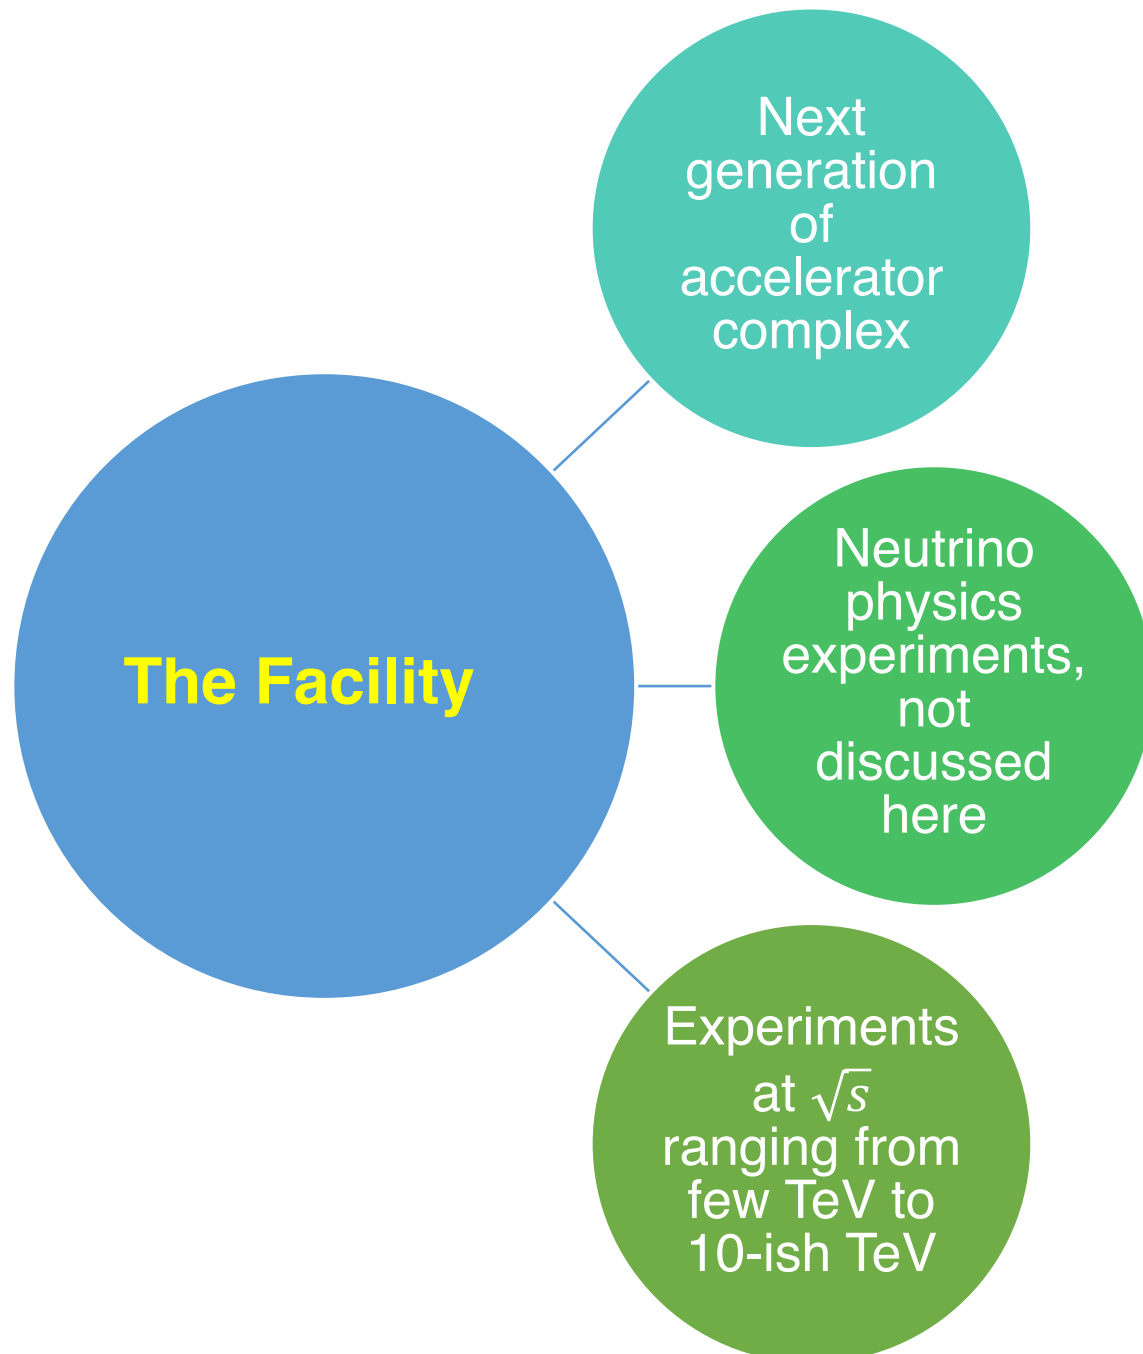 Next
generation
of
accelerator
complex
The Facility
Neutrino
physics
experiments,
not
discussed
here
Experiments
at √s
ranging from
few TeV to
10-ish TeV